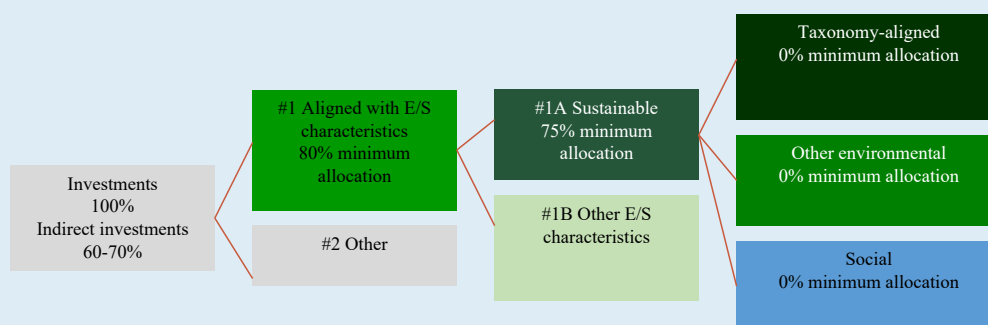 Investments
100%
Indirect investments
60-70%
#1 Aligned with E/S
characteristics
80% minimum
allocation
#2 Other
#1A Sustainable
75% minimum
allocation
#1B Other E/S
characteristics
Taxonomy-aligned
0% minimum allocation
Other environmental
0% minimum allocation
Social
0% minimum allocation